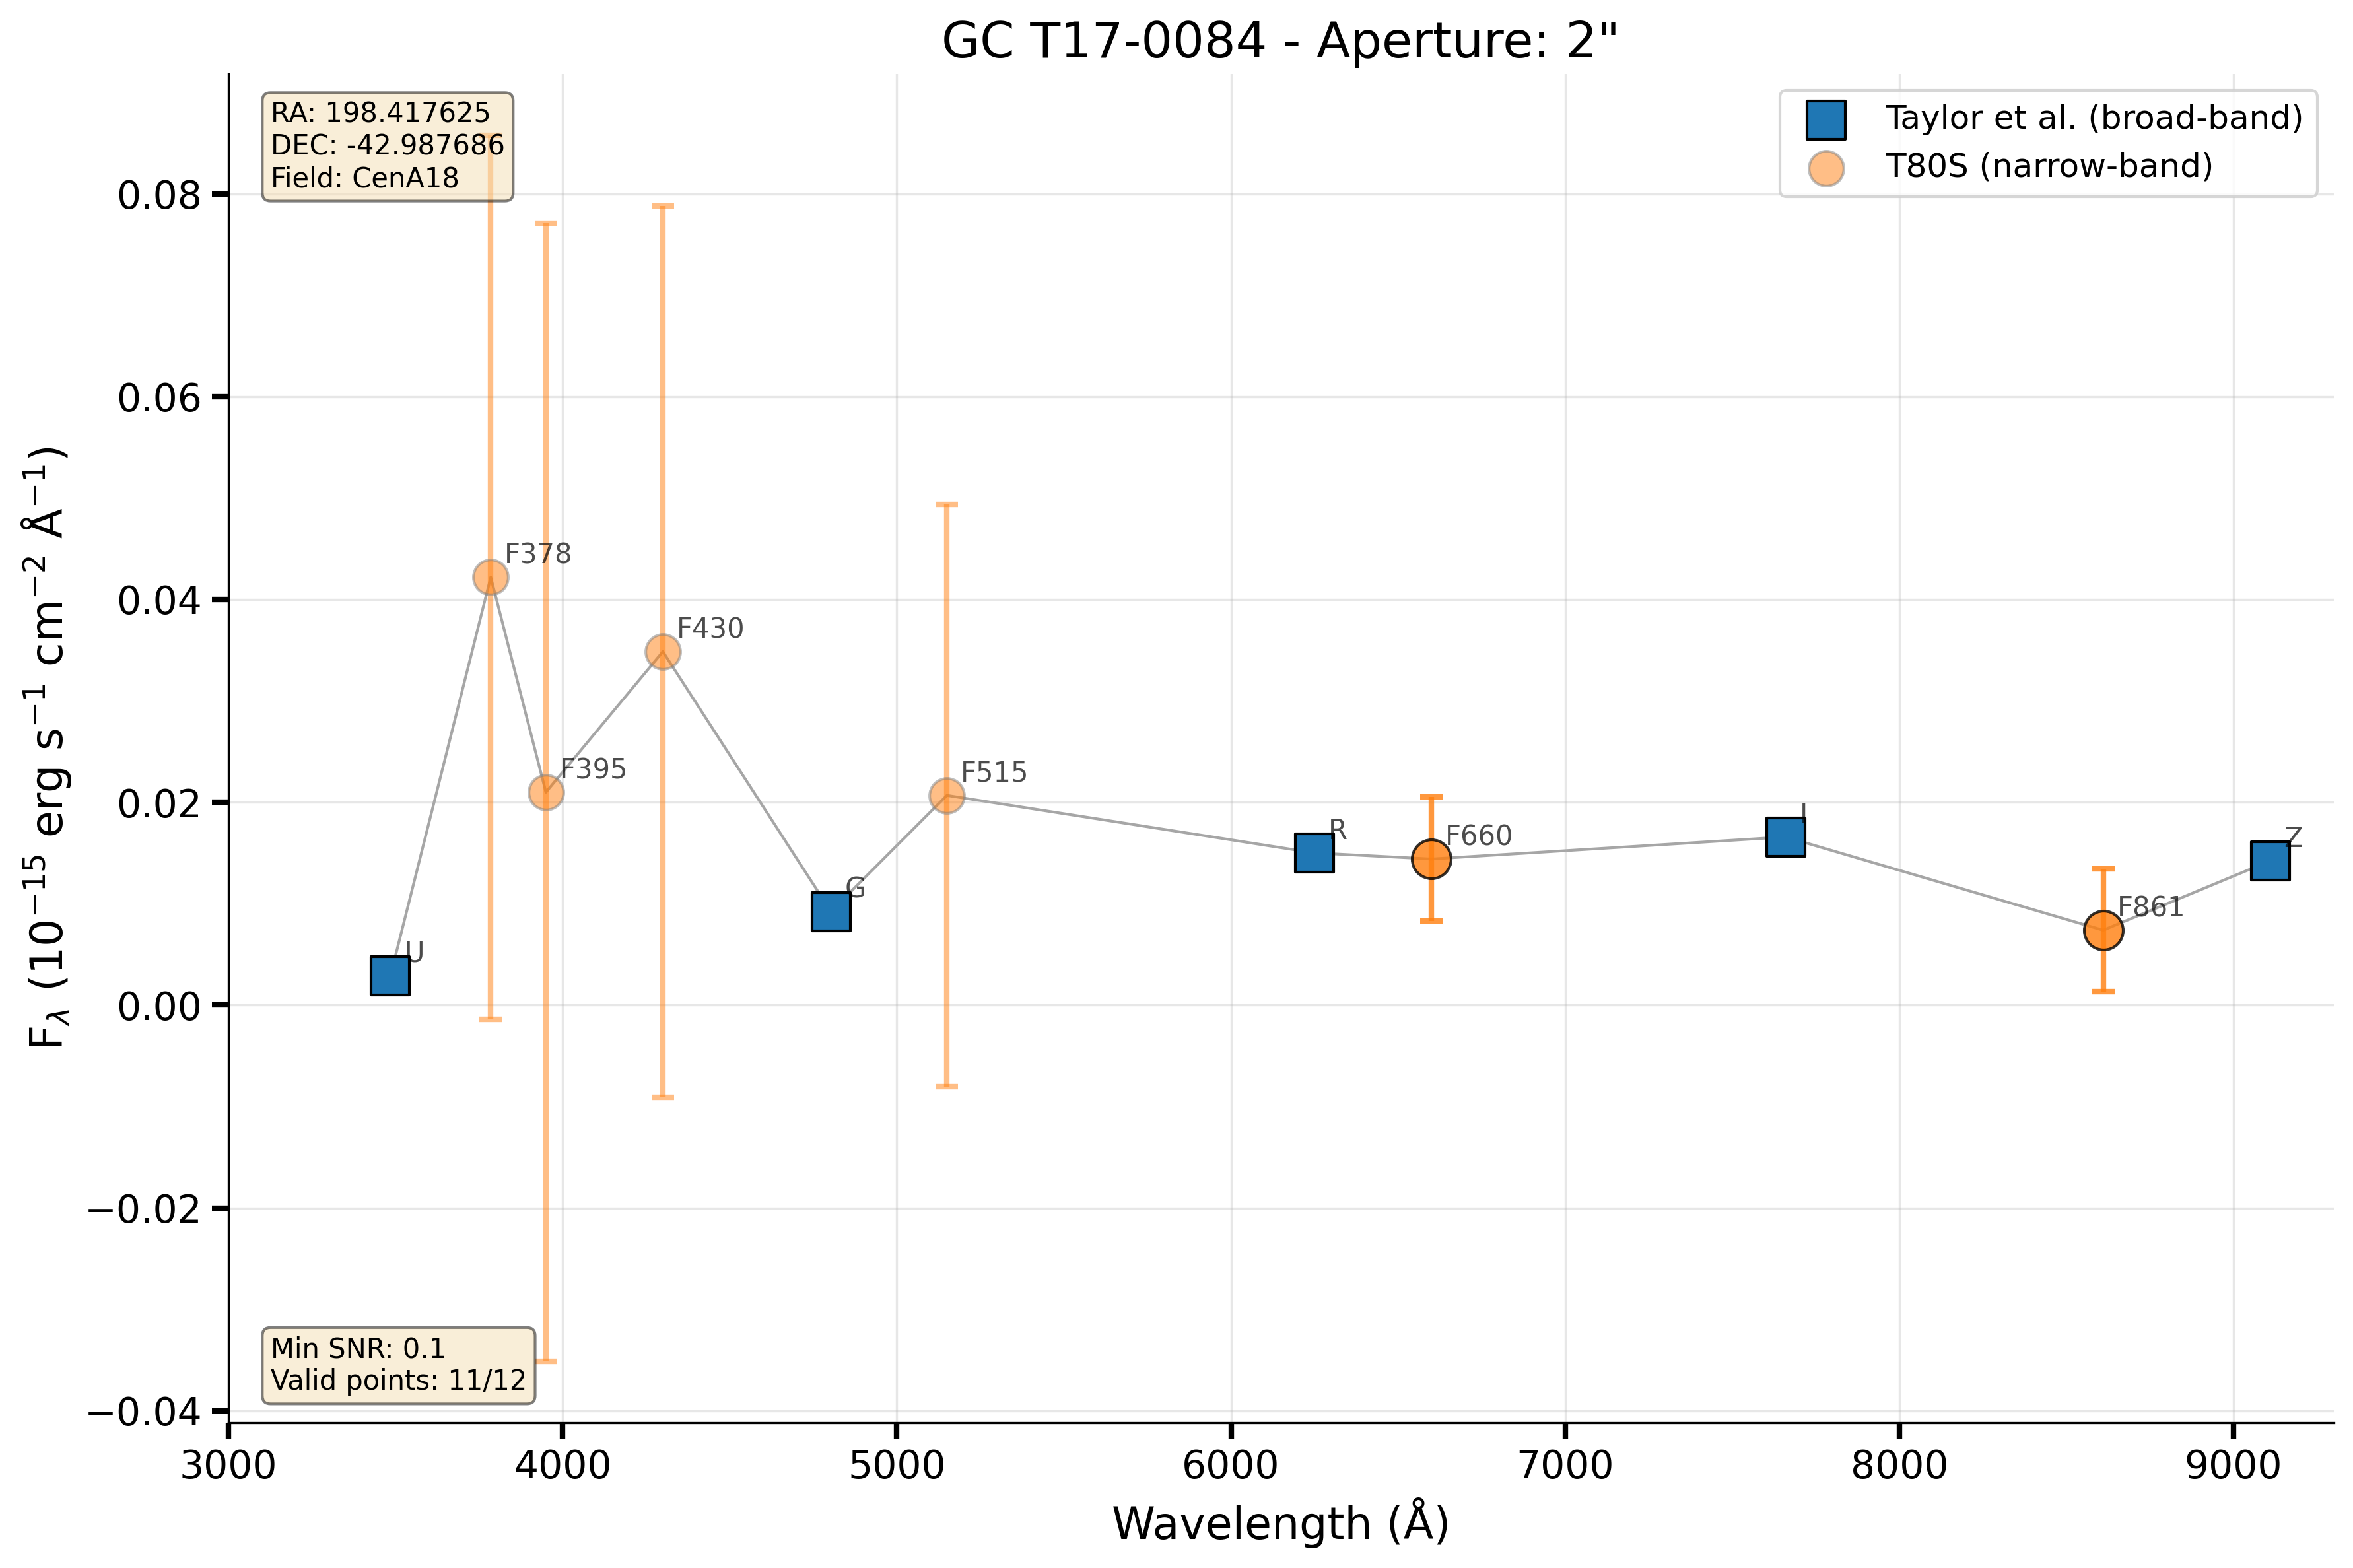 GC T17-0084 - Aperture: 2"
RA: 198.417625
DEC: -42.987686
Field: CenA18
Taylor et al. (broad-band)
T80S (narrow-band)
F_λ (10⁻¹⁵ erg s⁻¹ cm⁻² Å⁻¹)
0.08
0.06
0.04
0.02
0.00
−0.02
−0.04
U
F378
F395
F430
G
F515
R
F660
I
F861
Z
Min SNR: 0.1
Valid points: 11/12
3000 4000 5000 6000 7000 8000 9000
Wavelength (Å)